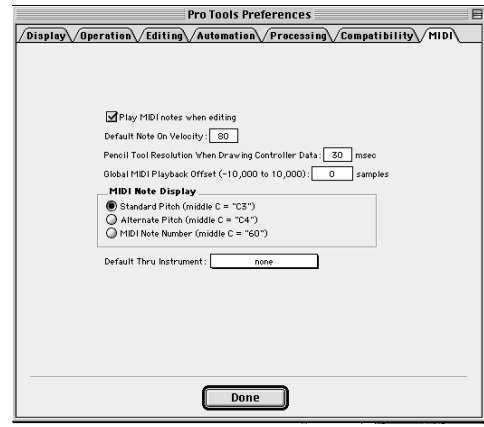 Pro Tools Preferences
Display Operation Editing Automation Processing Compatibility MIDI
Play MIDI notes when editing
Default Note On Velocity: 80
Pencil Tool Resolution When Drawing Controller Data: 30 msec
Global MIDI Playback Offset (-10,000 to 10,000): 0 samples
MIDI Note Display
Standard Pitch (middle C = "C3")
Alternate Pitch (middle C = "C4")
MIDI Note Number (middle C = "60")
Default Thru Instrument: none
Done